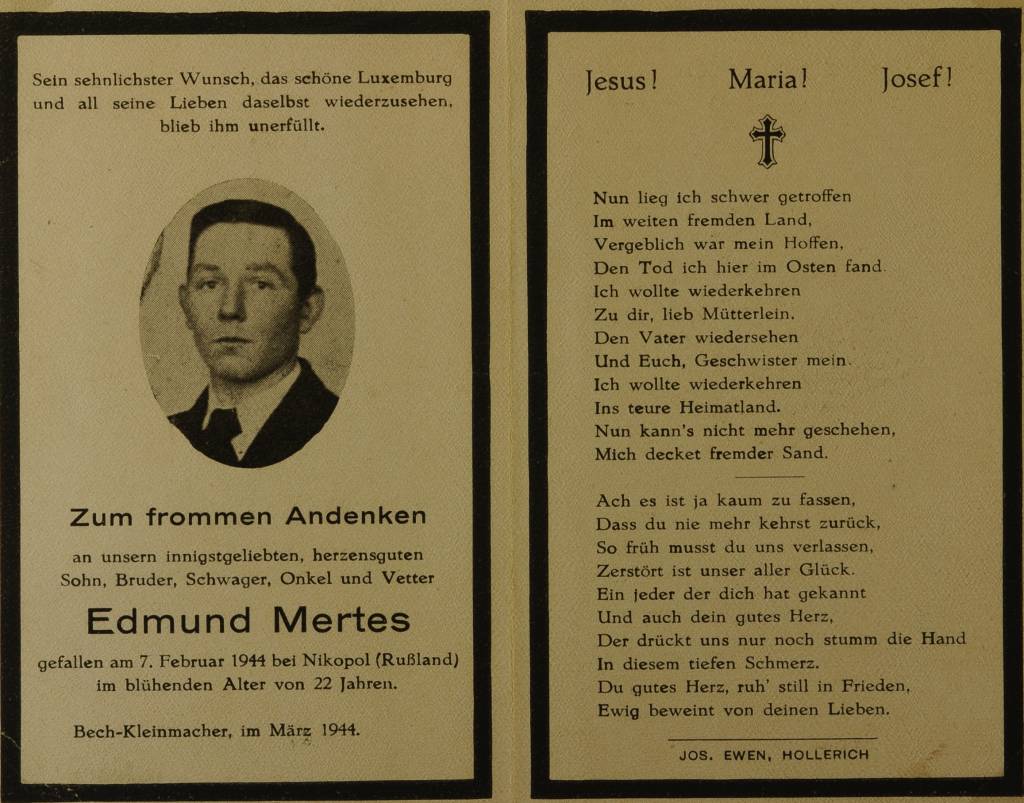 Sein sehnlichster Wunsch, das schöne Luxemburg
und all seine Lieben daselbst wiederzusehen,
blieb ihm unerfüllt.
Zum frommen Andenken
an unsern innigstgeliebten, herzensguten
Sohn, Bruder, Schwager, Onkel und Vetter
Edmund Mertes
gefallen am 7. Februar 1944 bei Nikopol (Rußland)
im blühenden Alter von 22 Jahren.
Bech-Kleinmacher, im März 1944.
Jesus! Maria! Josef!
Nun lieg ich schwer getroffen
Im weiten fremden Land,
Vergeblich war mein Hoffen,
Den Tod ich hier im Osten fand.
Ich wollte wiederkehren
Zu dir, lieb Mütterlein.
Den Vater wiedersehen
Und Euch, Geschwister mein.
Ich wollte wiederkehren
Ins teure Heimatland.
Nun kann's nicht mehr geschehen,
Mich decket fremder Sand.
Ach es ist ja kaum zu fassen,
Dass du nie mehr kehrst zurück,
So früh musst du uns verlassen,
Zerstört ist unser aller Glück.
Ein jeder der dich hat gekannt
Und auch dein gutes Herz,
Der drückt uns nur noch stumm die Hand
In diesem tiefen Schmerz.
Du gutes Herz, ruh' still in Frieden,
Ewig beweint von deinen Lieben.
JOS. EWEN, HOLLERICH